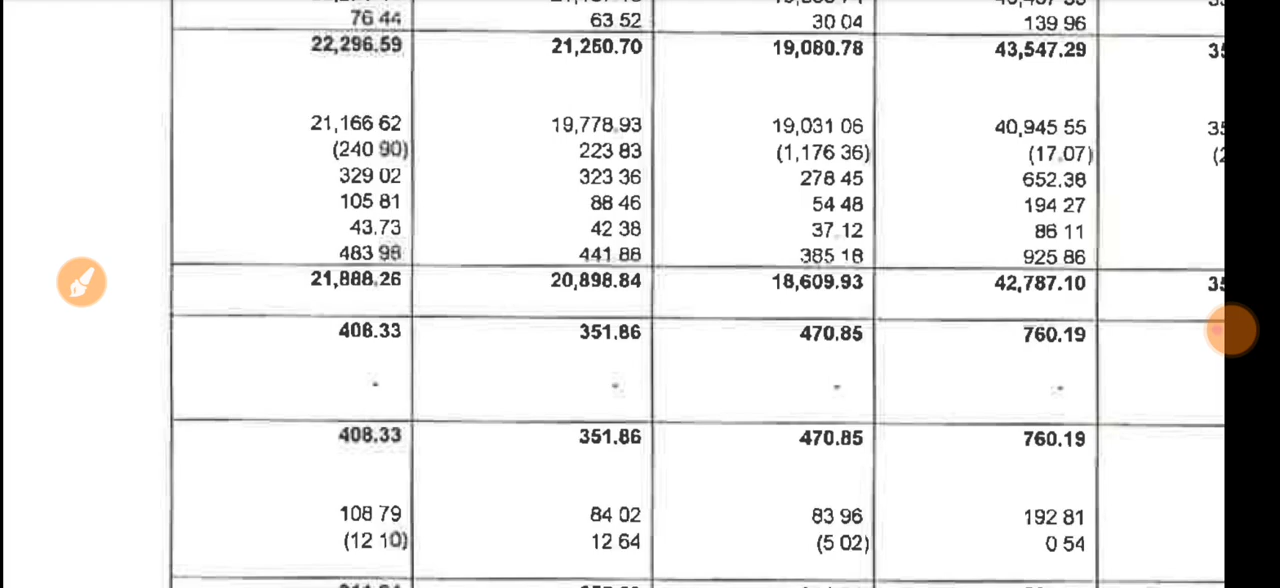 76 44 63 52 30 04 139 96
22,296.59 21,250.70 19,080.78 43,547.29
21,166 62 19,778.93 19,031 06 40,945 55
(240 90) 223 83 (1,176 36) (17.07)
329 02 323 36 278 45 652.38
105 81 88 46 54 48 194 27
43.73 42 38 37.12 86 11
483 98 441 88 385 18 925 86
21,888.26 20,898.84 18,609.93 42,787.10
408.33 351.86 470.85 760.19
- - - -
408.33 351.86 470.85 760.19
108 79 84 02 83 96 192 81
(12 10) 12 64 (5 02) 0 54